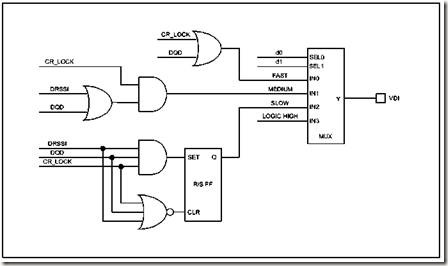 CR_LOCK
DQD
CR_LOCK
DRSSI
DQD
d0
d1
FAST
MEDIUM
SLOW
LOGIC HIGH
SEL0
SEL1
IN0
IN1
IN2
IN3
Y
MUX
VDI
DRSSI
DQD
CR_LOCK
SET
Q
R/S FF
CLR